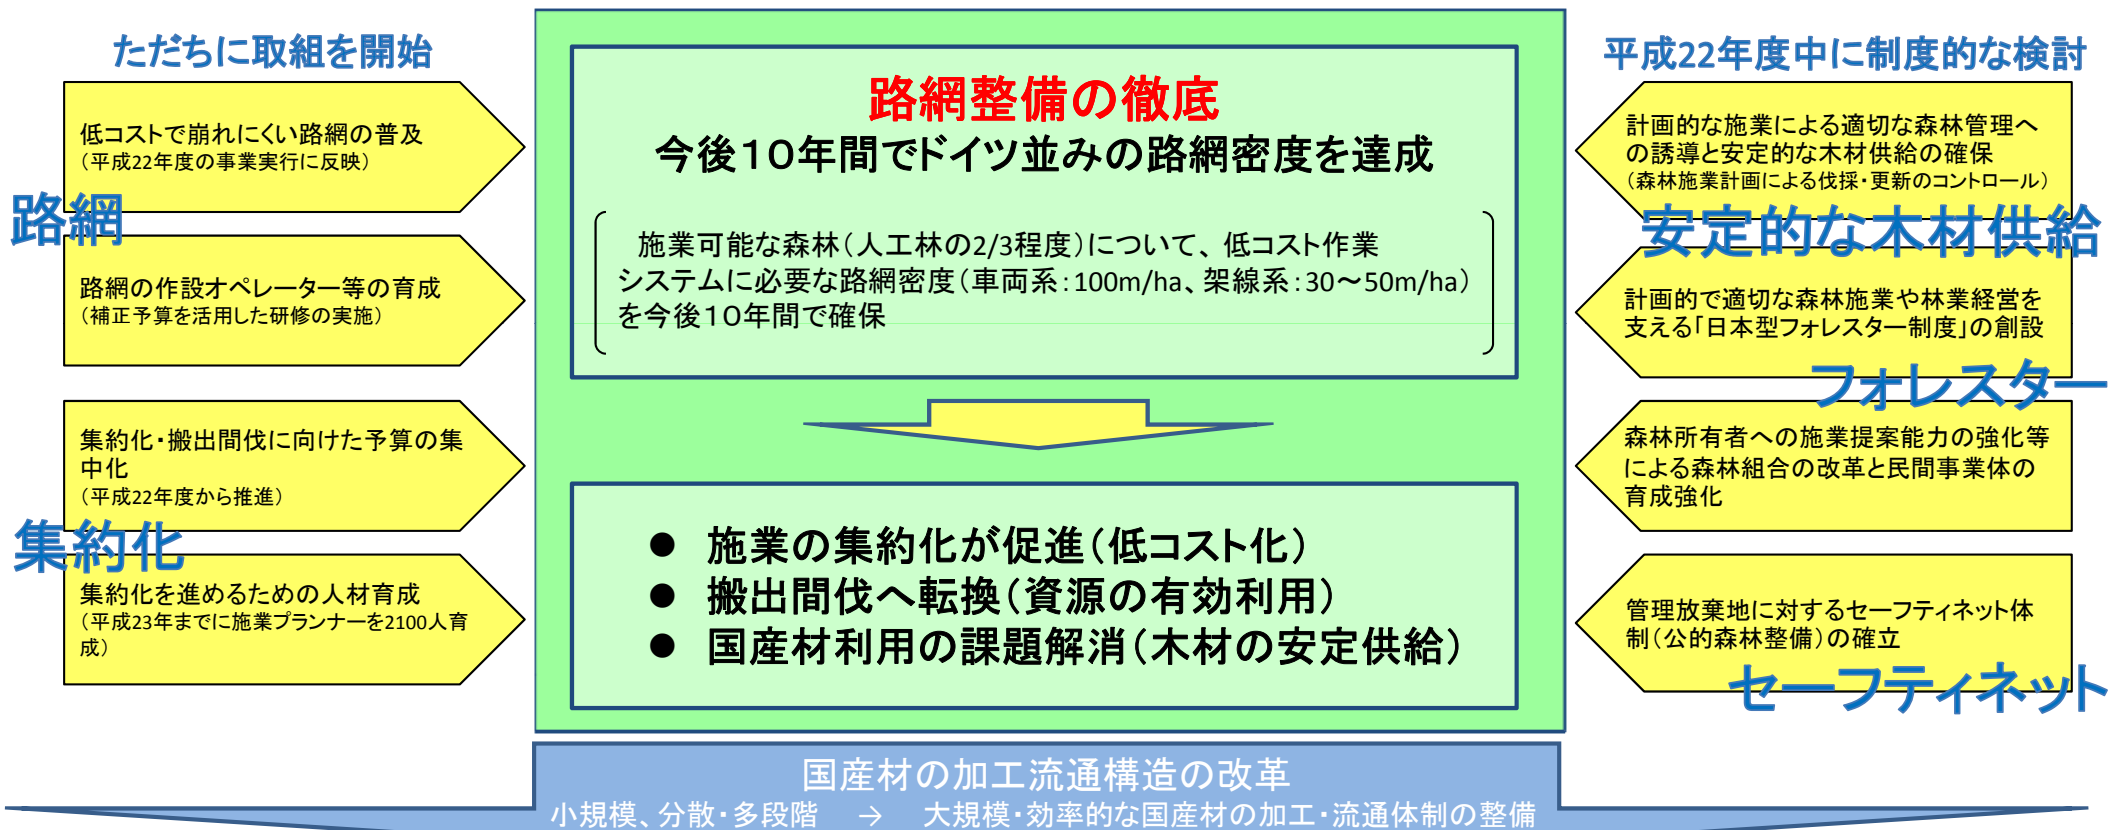 ただちに取組を開始
低コストで崩れにくい路網の普及
（平成22年度の事業実行に反映）
路網
路網の作設オペレーター等の育成
（補正予算を活用した研修の実施）
集約化・搬出間伐に向けた予算の集
中化
（平成22年度から推進）
集約化
集約化を進めるための人材育成
（平成23年までに施業プランナーを2100人育
成）
路網整備の徹底
今後１０年間でドイツ並みの路網密度を達成
施業可能な森林（人工林の2/3程度）について、低コスト作業
システムに必要な路網密度（車両系：100m/ha、架線系：30～50m/ha）
を今後１０年間で確保
● 施業の集約化が促進（低コスト化）
● 搬出間伐へ転換（資源の有効利用）
● 国産材利用の課題解消（木材の安定供給）
平成22年度中に制度的な検討
計画的な施業による適切な森林管理へ
の誘導と安定的な木材供給の確保
（森林施業計画による伐採・更新のコントロール）
安定的な木材供給
計画的で適切な森林施業や林業経営を
支える「日本型フォレスター制度」の創設
フォレスター
森林所有者への施業提案能力の強化等
による森林組合の改革と民間事業体の
育成強化
管理放棄地に対するセーフティネット体
制（公的森林整備）の確立
セーフティネット
国産材の加工流通構造の改革
小規模、分散・多段階 → 大規模・効率的な国産材の加工・流通体制の整備